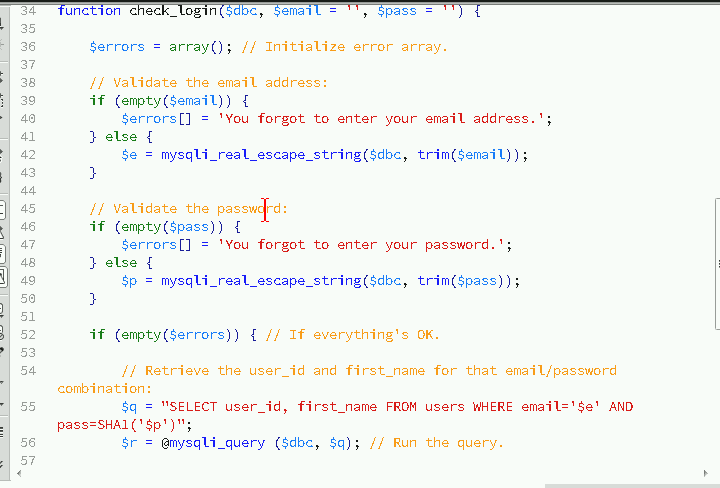 34 function check_login($dbc, $email = '', $pass = '') {
35
36 $errors = array(); // Initialize error array.
37
38 // Validate the email address:
39 if (empty($email)) {
40 $errors[] = 'You forgot to enter your email address.';
41 } else {
42 $e = mysqli_real_escape_string($dbc, trim($email));
43 }
44
45 // Validate the password:
46 if (empty($pass)) {
47 $errors[] = 'You forgot to enter your password.';
48 } else {
49 $p = mysqli_real_escape_string($dbc, trim($pass));
50 }
51
52 if (empty($errors)) { // If everything's OK.
53
54 // Retrieve the user_id and first_name for that email/password
combination:
55 $q = "SELECT user_id, first_name FROM users WHERE email='$e' AND
pass=SHA1('$p')";
56 $r = @mysqli_query ($dbc, $q); // Run the query.
57